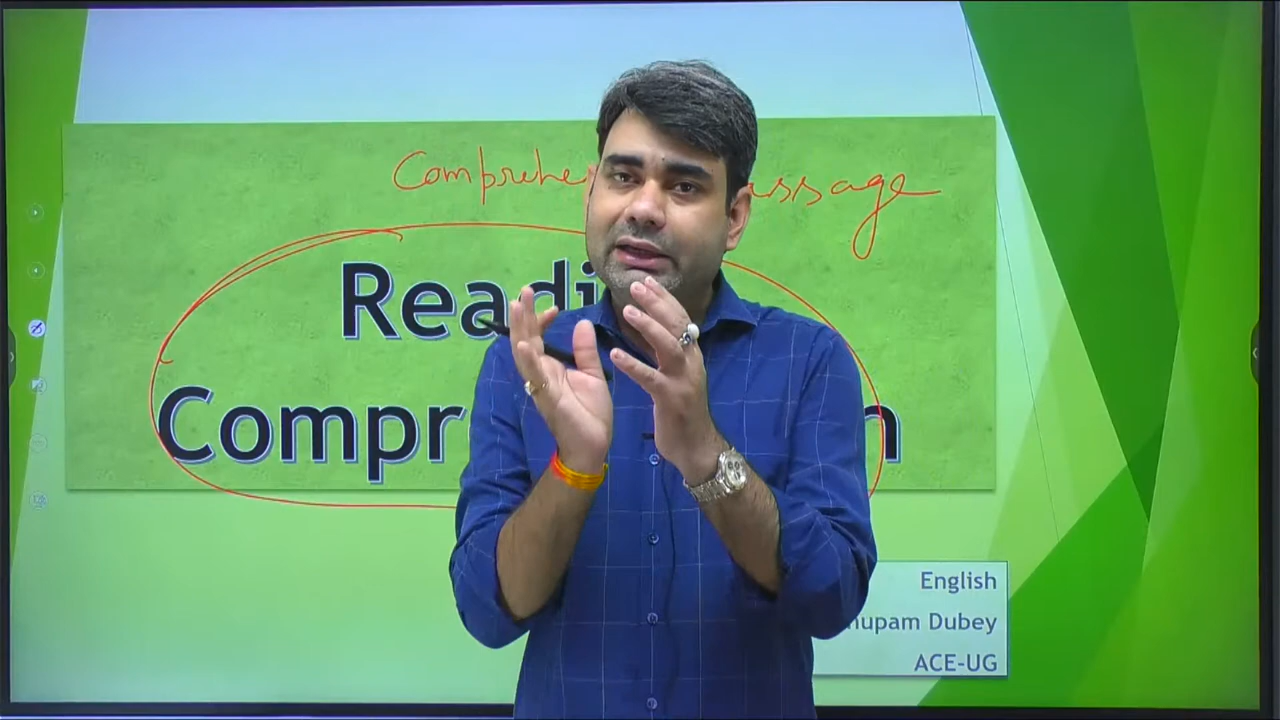 Comprehe assage
Readi
Compr n
English
nupam Dubey
ACE-UG